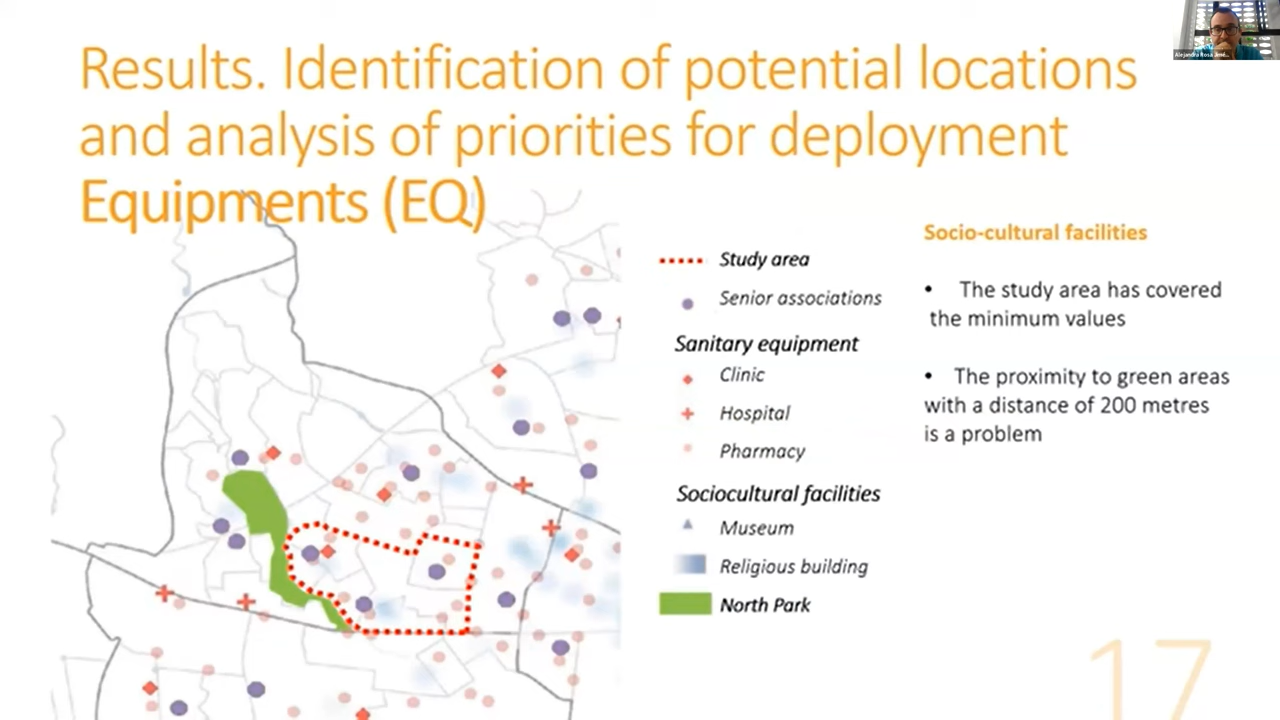 Results. Identification of potential locations
and analysis of priorities for deployment
Equipments (EQ)
Study area
Senior associations
Sanitary equipment
Clinic
Hospital
Pharmacy
Sociocultural facilities
Museum
Religious building
North Park
Socio-cultural facilities
• The study area has covered
the minimum values
• The proximity to green areas
with a distance of 200 metres
is a problem
17
Alejandro Rosa